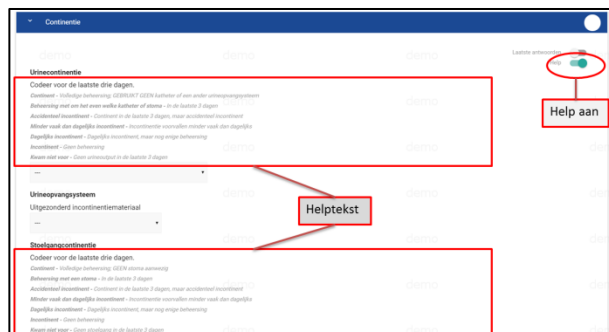 Continentie
demo demo demo
Laatste antwoorden
Help
Urinecontinentie
Codeer voor de laatste drie dagen.
Continent - Volledige beheersing; GEBRUIKT GEEN katheter of een ander urineopvangsysteem
Beheersing met om het even welke katheter of stoma - In de laatste 3 dagen
Accidenteel incontinent - Continent in de laatste 3 dagen, maar accidenteel incontinent
Minder vaak dan dagelijks incontinent - Incontinentie voorvallen minder vaak dan dagelijks
Dagelijks incontinent - Dagelijks incontinent, maar nog enige beheersing
Incontinent - Geen beheersing
Kwam niet voor - Geen urineoutput in de laatste 3 dagen
Help aan
---
demo demo
Urineopvangsysteem
Uitgezonderd incontinentiemateriaal
Helptekst
---
Stoelgangcontinentie
Codeer voor de laatste drie dagen.
Continent - Volledige beheersing; GEEN stoma aanwezig
Beheersing met een stoma - In de laatste 3 dagen
Accidenteel incontinent - Continent in de laatste 3 dagen, maar accidenteel incontinent
Minder vaak dan dagelijks incontinent - Incontinentie voorvallen minder vaak dan dagelijks
Dagelijks incontinent - Dagelijks incontinent, maar nog enige beheersing
Incontinent - Geen beheersing
Kwam niet voor - Geen stoelgang in de laatste 3 dagen